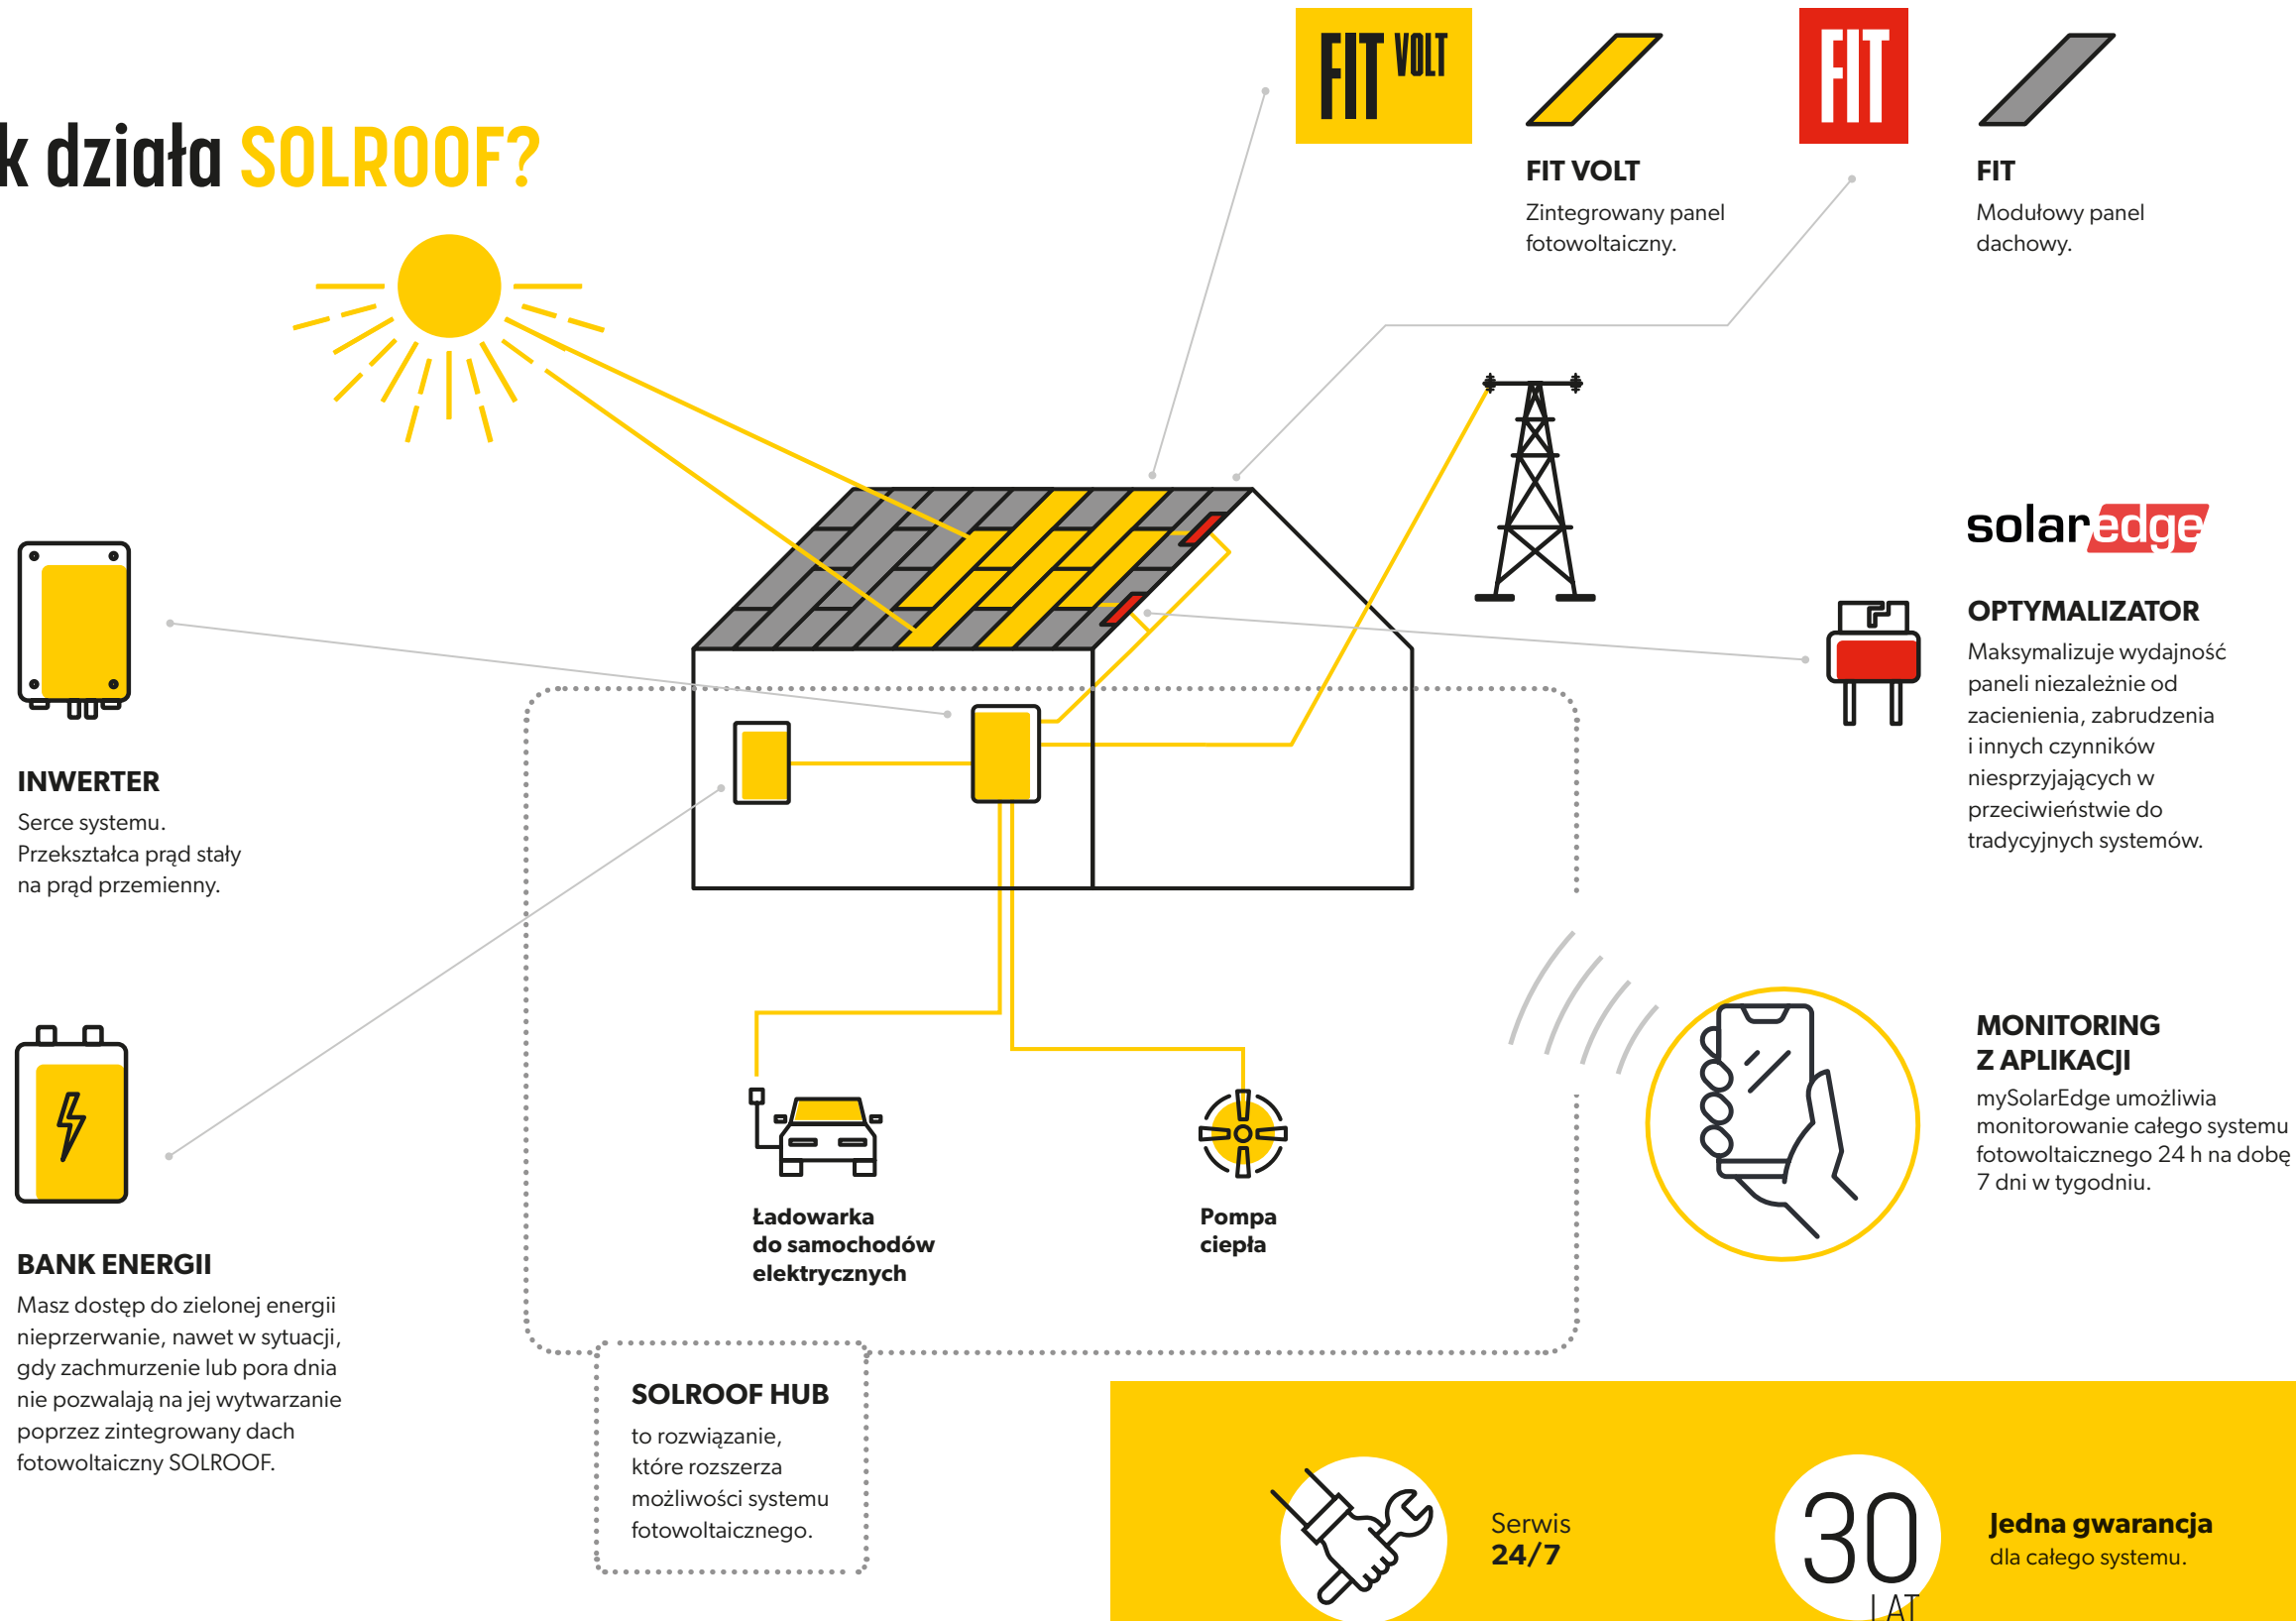 k działa SOLROOF?
FIT VOLT
FIT VOLT
Zintegrowany panel
fotowoltaiczny.
FIT
FIT
Modułowy panel
dachowy.
solaredge
OPTYMALIZATOR
Maksymalizuje wydajność
paneli niezależnie od
zacienienia, zabrudzenia
i innych czynników
niesprzyjających w
przeciwieństwie do
tradycyjnych systemów.
INWERTER
Serce systemu.
Przekształca prąd stały
na prąd przemienny.
MONITORING
Z APLIKACJI
mySolarEdge umożliwia
monitorowanie całego systemu
fotowoltaicznego 24 h na dobę
7 dni w tygodniu.
Ładowarka
do samochodów
elektrycznych
Pompa
ciepła
BANK ENERGII
Masz dostęp do zielonej energii
nieprzerwanie, nawet w sytuacji,
gdy zachmurzenie lub pora dnia
nie pozwalają na jej wytwarzanie
poprzez zintegrowany dach
fotowoltaiczny SOLROOF.
SOLROOF HUB
to rozwiązanie,
które rozszerza
możliwości systemu
fotowoltaicznego.
Serwis
24/7
30
LAT
Jedna gwarancja
dla całego systemu.